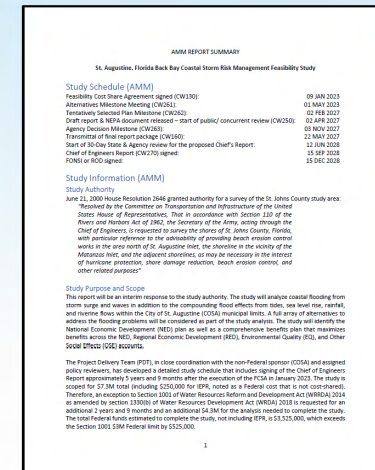 AMM REPORT SUMMARY
St. Augustine, Florida Back Bay Coastal Storm Risk Management Feasibility Study
Study Schedule (AMM)
Feasibility Cost Share Agreement signed (CW130): 09 JAN 2023
Alternatives Milestone Meeting (CW261): 01 MAY 2023
Tentatively Selected Plan Milestone (CW262): 02 FEB 2027
Draft report & NEPA document released – start of public/ concurrent review (CW250): 02 APR 2027
Agency Decision Milestone (CW263): 03 NOV 2027
Transmittal of final report package (CW160): 22 MAY 2027
Start of 30-Day State & Agency review for the proposed Chief's Report: 12 JUN 2028
Chief of Engineers Report (CW270) signed: 15 SEP 2028
FONSI or ROD signed: 15 DEC 2028
Study Information (AMM)
Study Authority
June 21, 2000 House Resolution 2646 granted authority for a survey of the St. Johns County study area:
"Resolved by the Committee on Transportation and Infrastructure of the United
States House of Representatives, That in accordance with Section 110 of the
Rivers and Harbors Act of 1962, the Secretary of the Army, acting through the
Chief of Engineers, is requested to survey the shores of St. Johns County, Florida,
with particular reference to the advisability of providing beach erosion control
works in the area north of St. Augustine Inlet, the shoreline in the vicinity of the
Matanzas Inlet, and the adjacent shorelines, as may be necessary in the interest
of hurricane protection, share damage reduction, beach erosion control, and
other related purposes"
Study Purpose and Scope
This report will be an interim response to the study authority. The study will analyze coastal flooding from
storm surge and waves in addition to the compounding flood effects from tides, sea level rise, rainfall,
and riverine flows within the City of St. Augustine (COSA) municipal limits. A full array of alternatives to
address the flooding problems will be considered as part of the study analysis. The study will identify the
National Economic Development (NED) plan as well as a comprehensive benefits plan that maximizes
benefits across the NED, Regional Economic Development (RED), Environmental Quality (EQ), and Other
Social Effects (OSE) accounts.
The Project Delivery Team (PDT), in close coordination with the non-Federal sponsor (COSA) and assigned
policy reviewers, has developed a detailed study schedule that includes signing of the Chief of Engineers
Report approximately 5 years and 9 months after the execution of the FCSA in January 2023. The study is
scoped for $7.3M total (including $250,000 for IEPR, noted as a Federal cost that is not cost-shared).
Therefore, an exception to Section 1001 of Water Resources Reform and Development Act (WRRDA) 2014
as amended by section 1330(b) of Water Resources Development Act (WRDA) 2018 is requested for an
additional 2 years and 9 months and an additional $4.3M for the analysis needed to complete the study.
The total Federal funds estimated to complete the study, not including IEPR, is $3,525,000, which exceeds
the Section 1001 $3M Federal limit by $525,000.
1